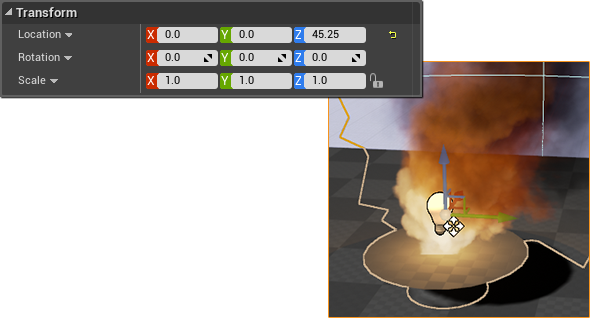 Transform
Location X 0.0 Y 0.0 Z 45.25
Rotation X 0.0 Y 0.0 Z 0.0
Scale X 1.0 Y 1.0 Z 1.0